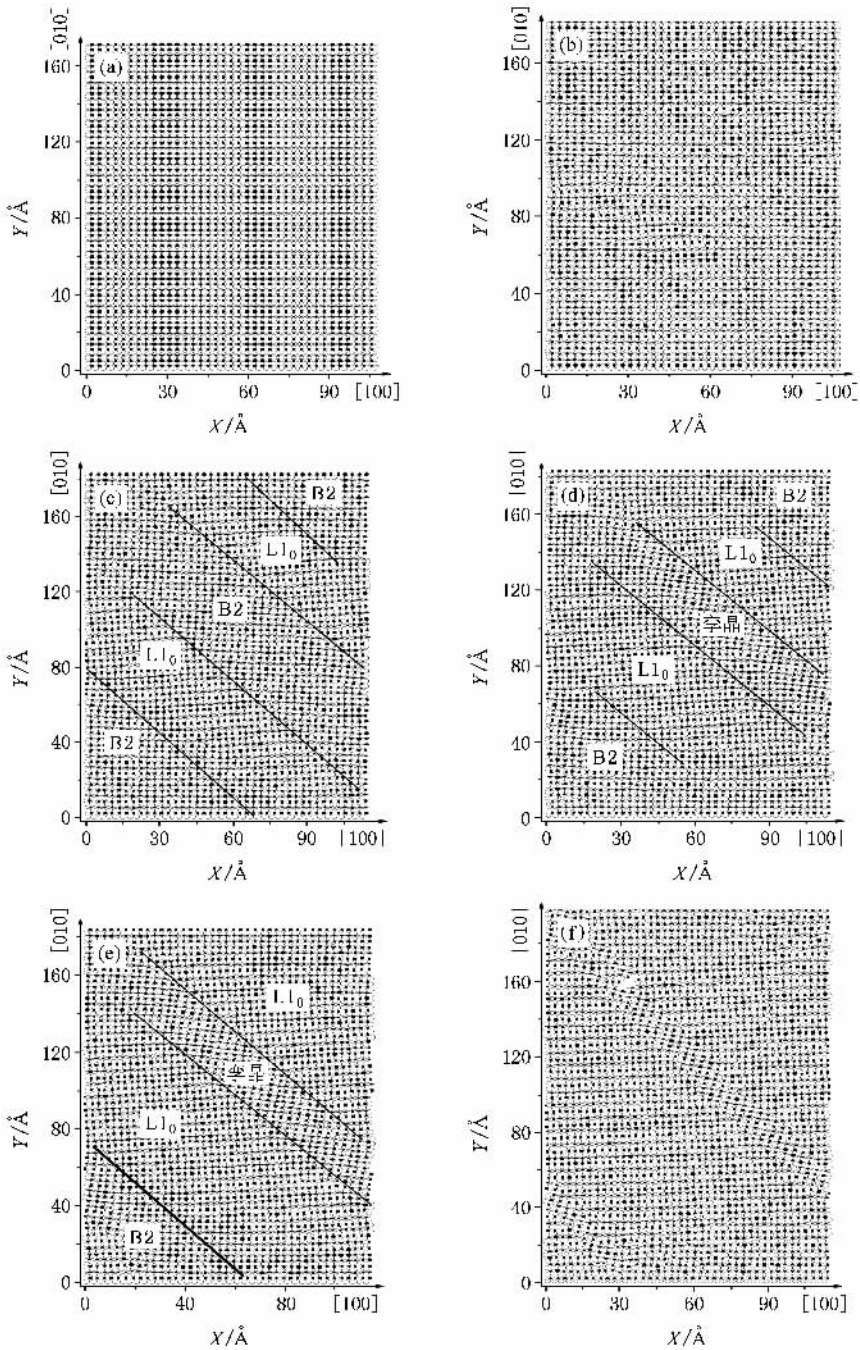 [010]
(a)
160
120
80
40
0
Y/Å
0 30 60 90 [100]
X/Å
[010]
(b)
160
120
80
40
0
Y/Å
0 30 60 90 [100]
X/Å
[010]
(c)
B2
160
L1₀
120
B2
L1₀
80
Y/Å
40
B2
0
0 30 60 90 [100]
X/Å
[010]
(d)
B2
160
L1₀
120
孪晶
80
L1₀
Y/Å
40
B2
0
0 30 60 90 [100]
X/Å
[010]
(e)
160
L1₀
120
孪晶
80
L1₀
Y/Å
40
B2
0
0 40 80 [100]
X/Å
[010]
(f)
160
120
80
40
0
Y/Å
0 30 60 90 [100]
X/Å